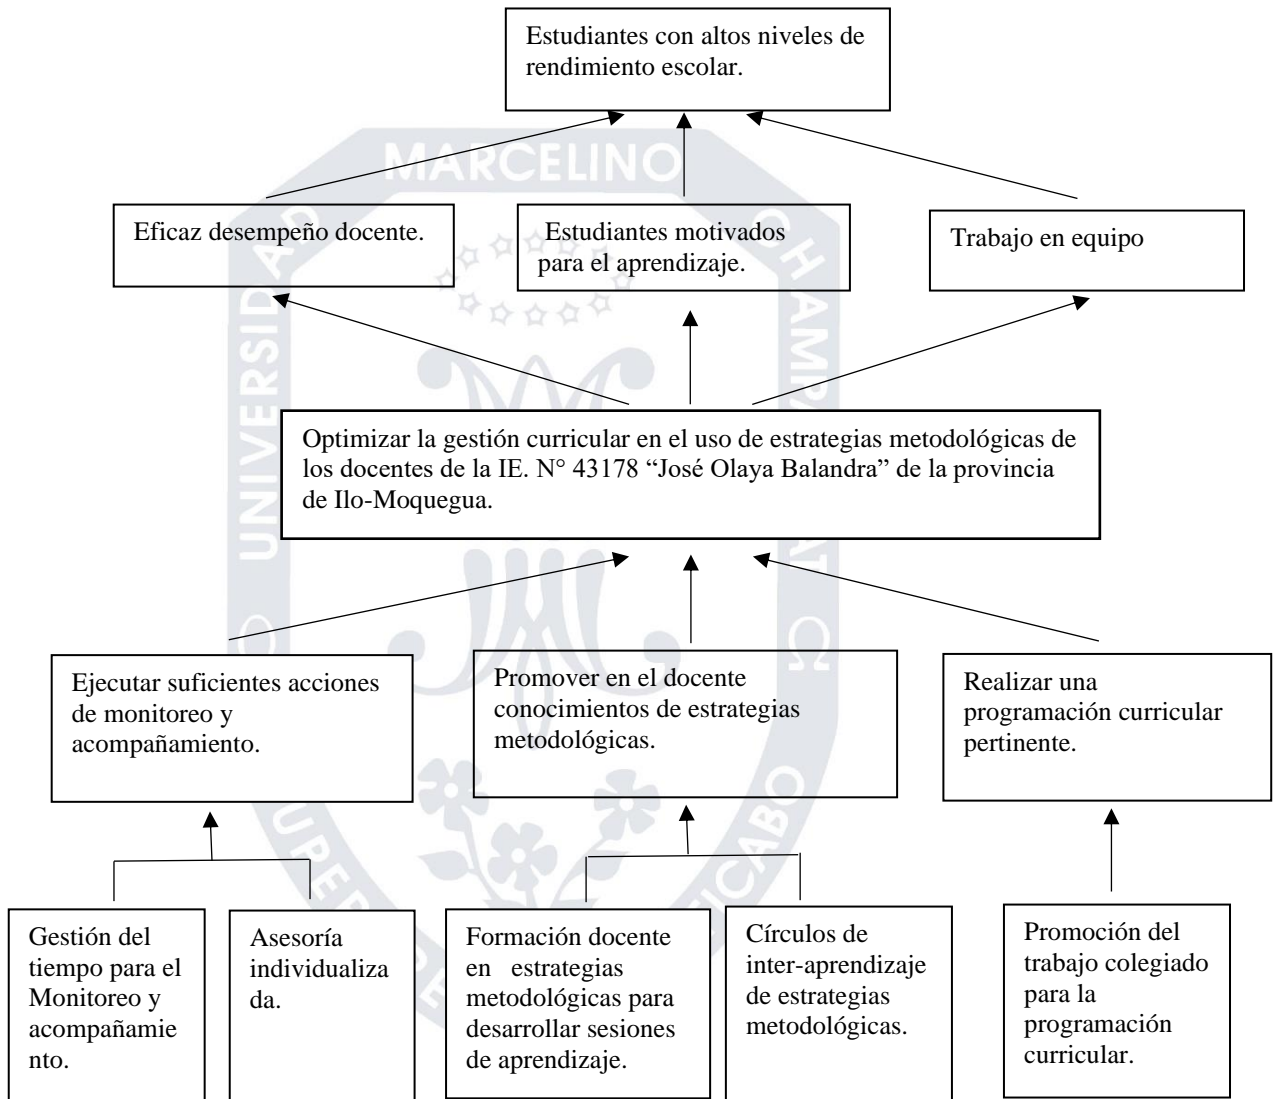 Estudiantes con altos niveles de
rendimiento escolar.
MARCELINO
Eficaz desempeño docente.
Estudiantes motivados
para el aprendizaje.
Trabajo en equipo
UNIVERSIDAD
Optimizar la gestión curricular en el uso de estrategias metodológicas de
los docentes de la IE. N° 43178 “José Olaya Balandra” de la provincia
de Ilo-Moquegua.
Ejecutar suficientes acciones
de monitoreo y
acompañamiento.
Promover en el docente
conocimientos de estrategias
metodológicas.
Realizar una
programación curricular
pertinente.
Gestión del
tiempo para el
Monitoreo y
acompañamie
nto.
Asesoría
individualiza
da.
Formación docente
en estrategias
metodológicas para
desarrollar sesiones
de aprendizaje.
Círculos de
inter-aprendizaje
de estrategias
metodológicas.
Promoción del
trabajo colegiado
para la
programación
curricular.